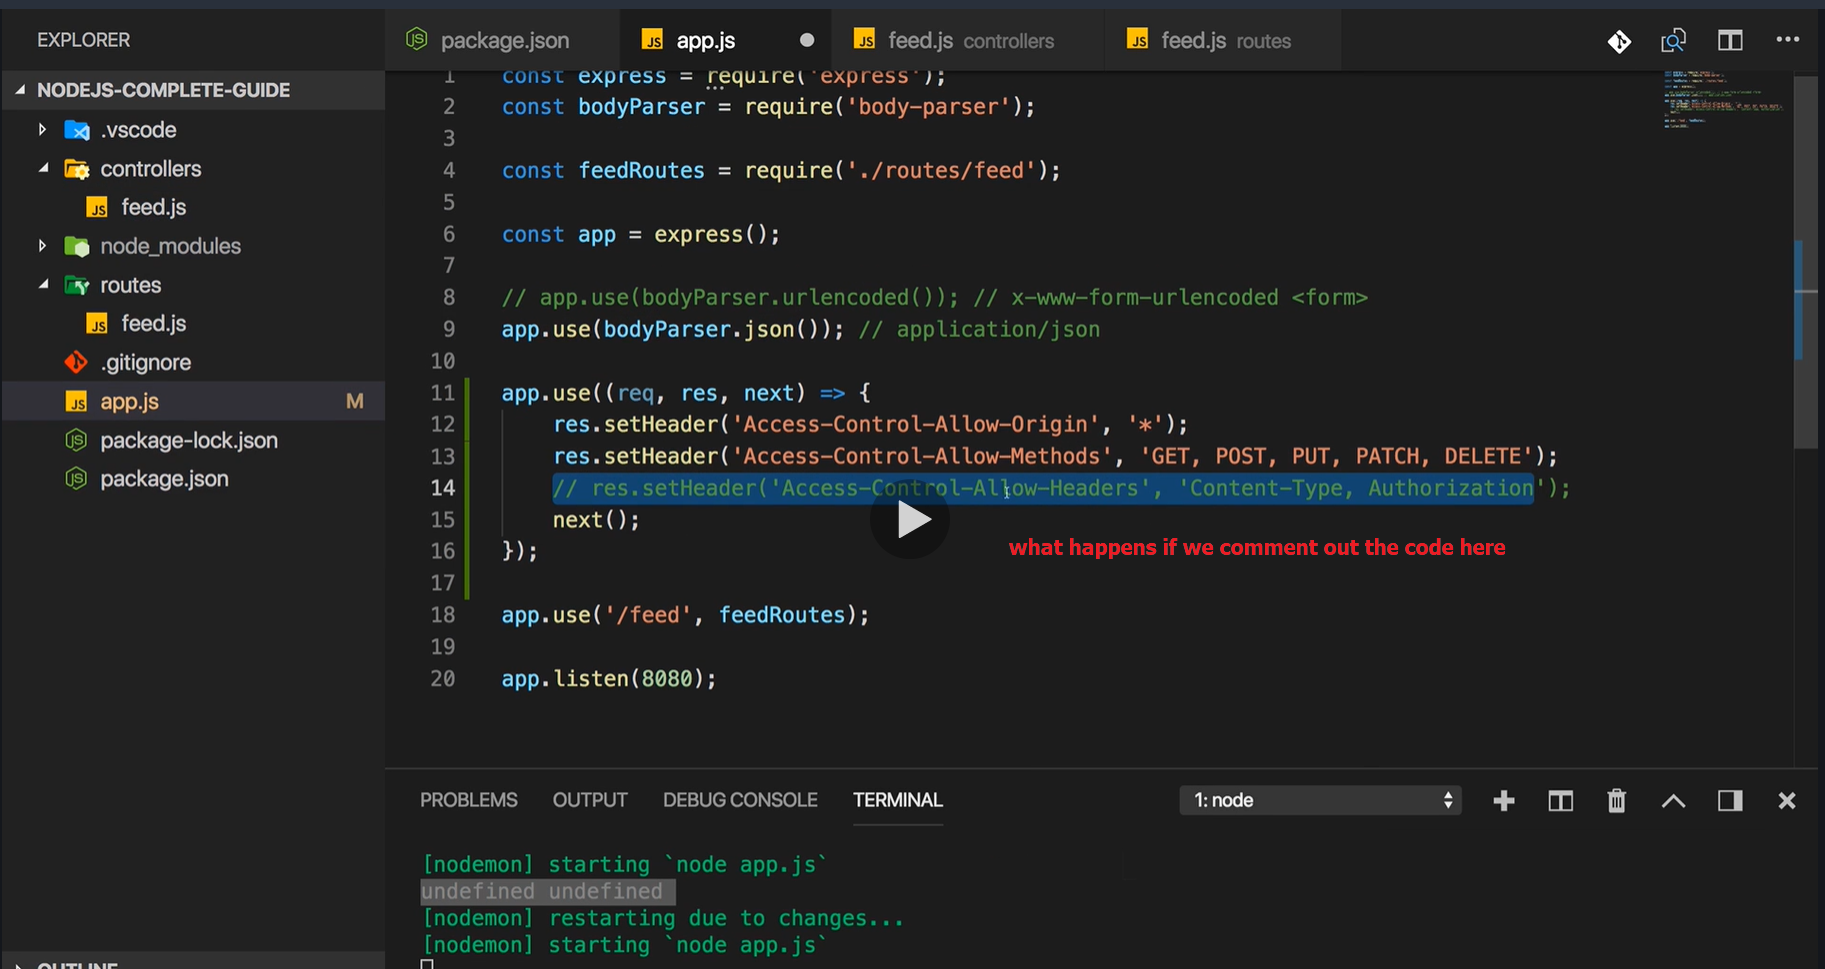 EXPLORER
package.json
app.js
feed.js controllers
feed.js routes
NODEJS-COMPLETE-GUIDE
.vscode
controllers
feed.js
node_modules
routes
feed.js
.gitignore
app.js M
package-lock.json
package.json
1 const express = require('express');
2 const bodyParser = require('body-parser');
3
4 const feedRoutes = require('./routes/feed');
5
6 const app = express();
7
8 // app.use(bodyParser.urlencoded()); // x-www-form-urlencoded <form>
9 app.use(bodyParser.json()); // application/json
10
11 app.use((req, res, next) => {
12 res.setHeader('Access-Control-Allow-Origin', '*');
13 res.setHeader('Access-Control-Allow-Methods', 'GET, POST, PUT, PATCH, DELETE');
14 // res.setHeader('Access-Control-Allow-Headers', 'Content-Type, Authorization');
15 next();
16 });
what happens if we comment out the code here
17
18 app.use('/feed', feedRoutes);
19
20 app.listen(8080);
PROBLEMS OUTPUT DEBUG CONSOLE TERMINAL
1: node
[nodemon] starting `node app.js`
undefined undefined
[nodemon] restarting due to changes...
[nodemon] starting `node app.js`
OUTLINE